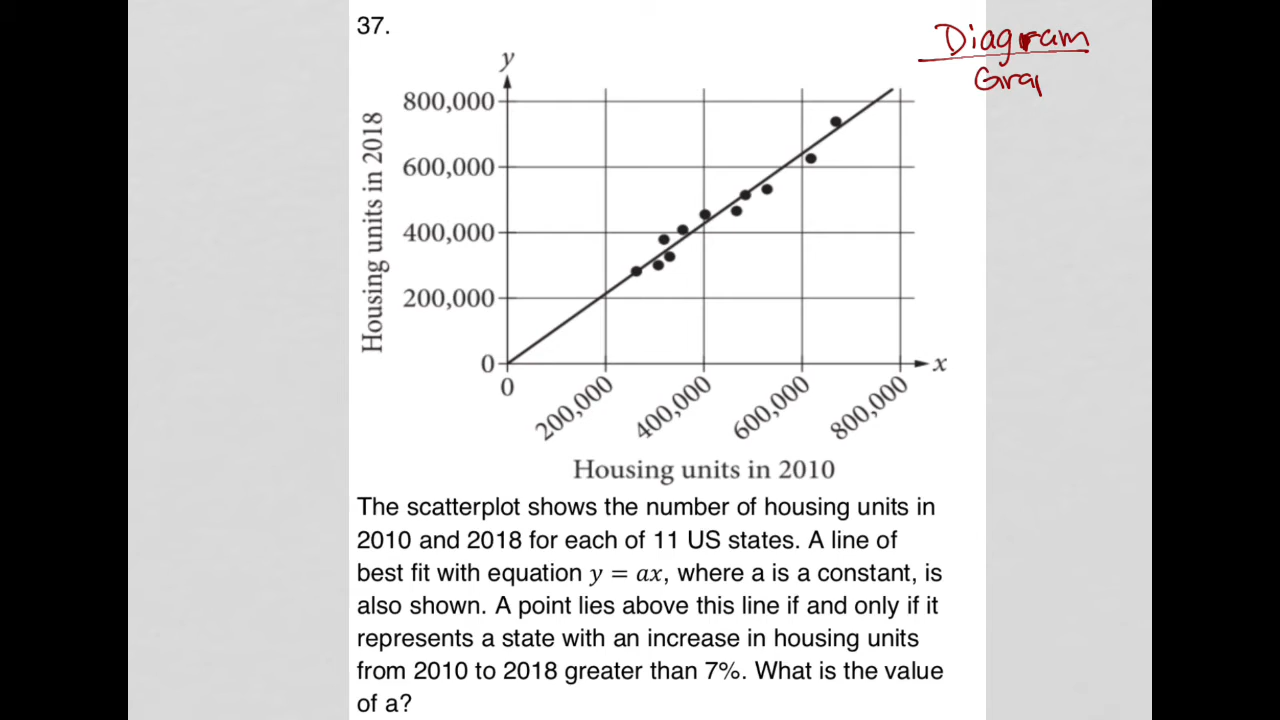 37.
Diagram
Gra
y
800,000
600,000
400,000
200,000
0
Housing units in 2018
x
0
200,000
400,000
600,000
800,000
Housing units in 2010
The scatterplot shows the number of housing units in
2010 and 2018 for each of 11 US states. A line of
best fit with equation y = ax, where a is a constant, is
also shown. A point lies above this line if and only if it
represents a state with an increase in housing units
from 2010 to 2018 greater than 7%. What is the value
of a?